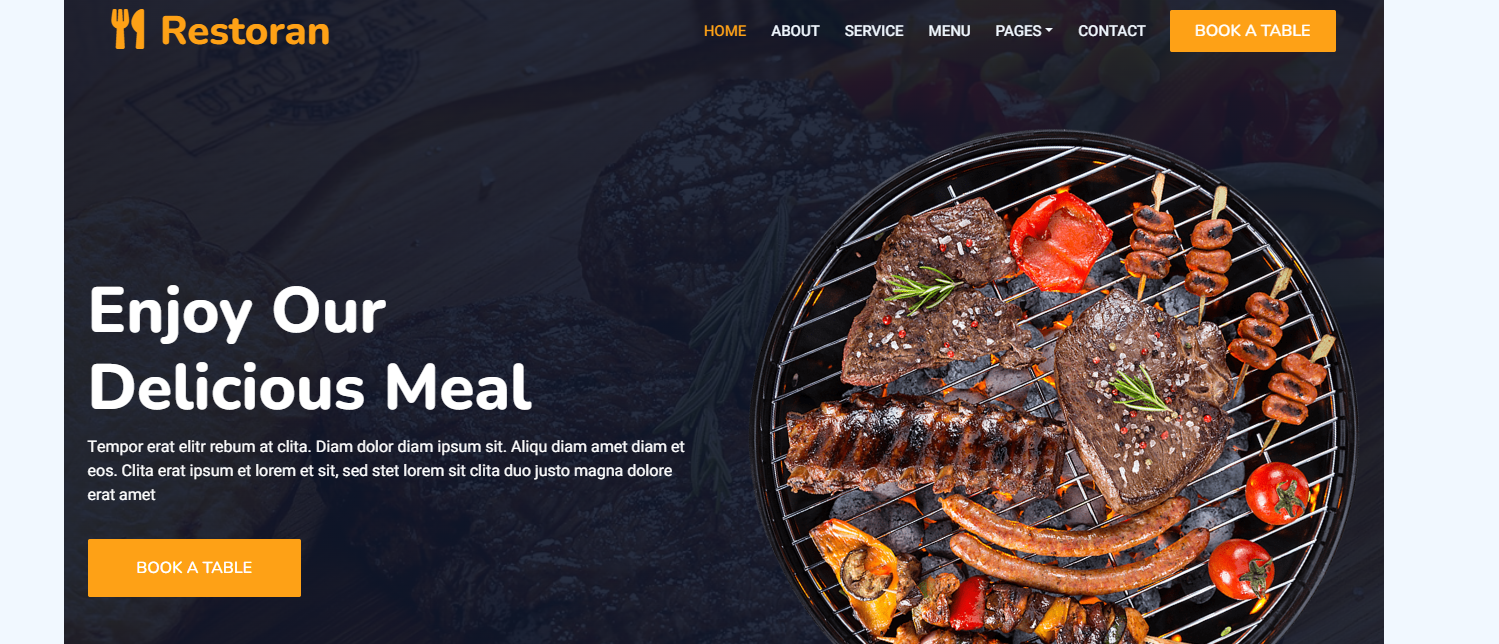 Restoran
HOME ABOUT SERVICE MENU PAGES CONTACT BOOK A TABLE
Enjoy Our
Delicious Meal
Tempor erat elitr rebum at clita. Diam dolor diam ipsum sit. Aliqu diam amet diam et
eos. Clita erat ipsum et lorem et sit, sed stet lorem sit clita duo justo magna dolore
erat amet
BOOK A TABLE